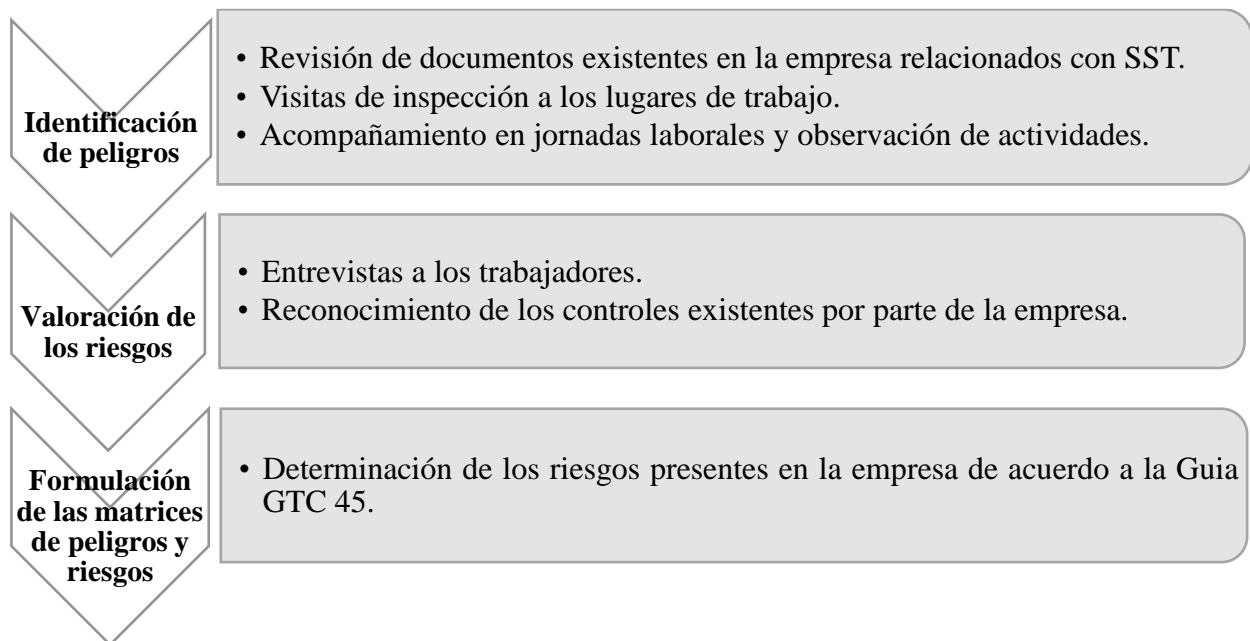 Identificación
de peligros
• Revisión de documentos existentes en la empresa relacionados con SST.
• Visitas de inspección a los lugares de trabajo.
• Acompañamiento en jornadas laborales y observación de actividades.
Valoración de
los riesgos
• Entrevistas a los trabajadores.
• Reconocimiento de los controles existentes por parte de la empresa.
Formulación
de las matrices
de peligros y
riesgos
• Determinación de los riesgos presentes en la empresa de acuerdo a la Guia
GTC 45.